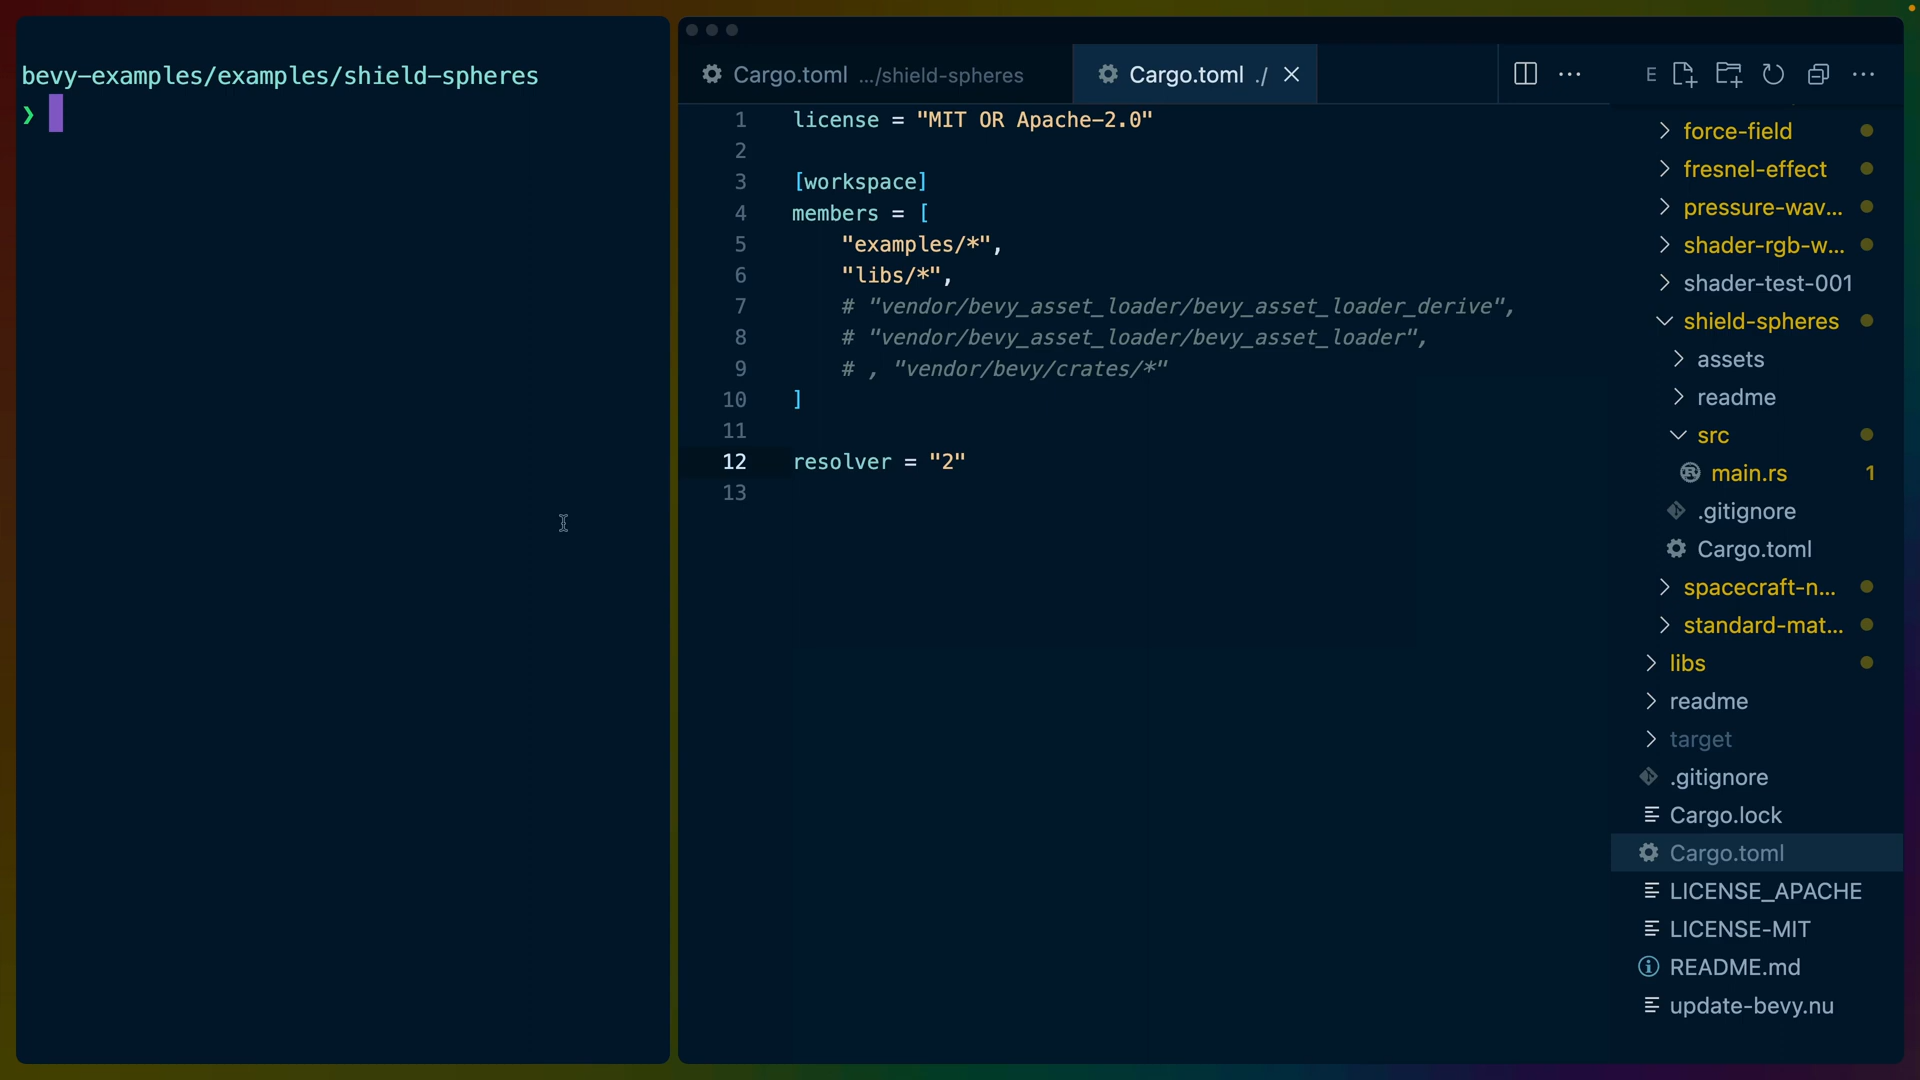 bevy-examples/examples/shield-spheres
❯
Cargo.toml .../shield-spheres
Cargo.toml ./
1 license = "MIT OR Apache-2.0"
2
3 [workspace]
4 members = [
5 "examples/*",
6 "libs/*",
7 # "vendor/bevy_asset_loader/bevy_asset_loader_derive",
8 # "vendor/bevy_asset_loader/bevy_asset_loader",
9 # , "vendor/bevy/crates/*"
10 ]
11
12 resolver = "2"
13
E
force-field
fresnel-effect
pressure-wav...
shader-rgb-w...
shader-test-001
shield-spheres
assets
readme
src
main.rs 1
.gitignore
Cargo.toml
spacecraft-n...
standard-mat...
libs
readme
target
.gitignore
Cargo.lock
Cargo.toml
LICENSE_APACHE
LICENSE-MIT
README.md
update-bevy.nu